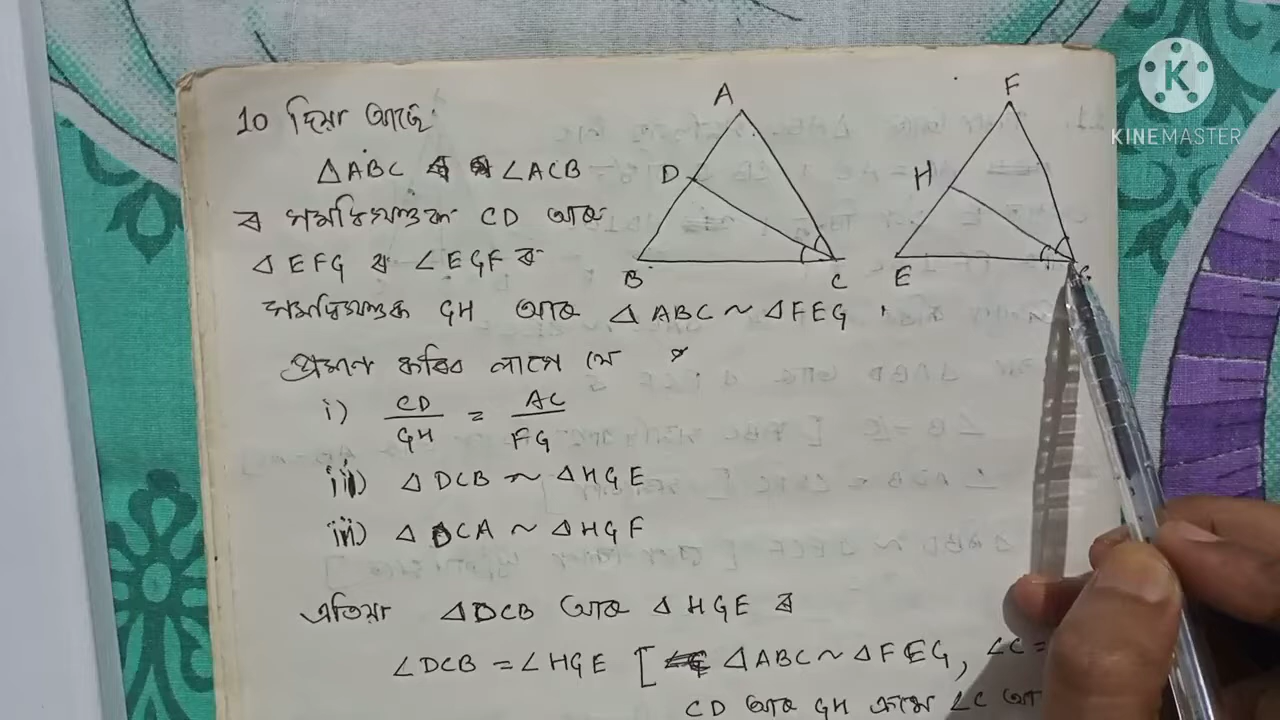 10 দিয়া আছে
△ABC ৰ ∠ACB
ৰ সমদ্বিখণ্ডক CD আৰু
△EFG ৰ ∠EGF ৰ
সমদ্বিখণ্ডক GH আৰু △ABC ~ △FEG ।
প্ৰমাণ কৰিব লাগে যে
i) CD/GH = AC/FG
ii) △DCB ~ △HGE
iii) △DCA ~ △HGF
এতিয়া △DCB আৰু △HGE ৰ
∠DCB = ∠HGE [ △ABC ~ △FEG, ∠C =
CD আৰু GH ক্ৰমে ∠C আ
A
D
B
C
F
H
E
G
K
KINEMASTER